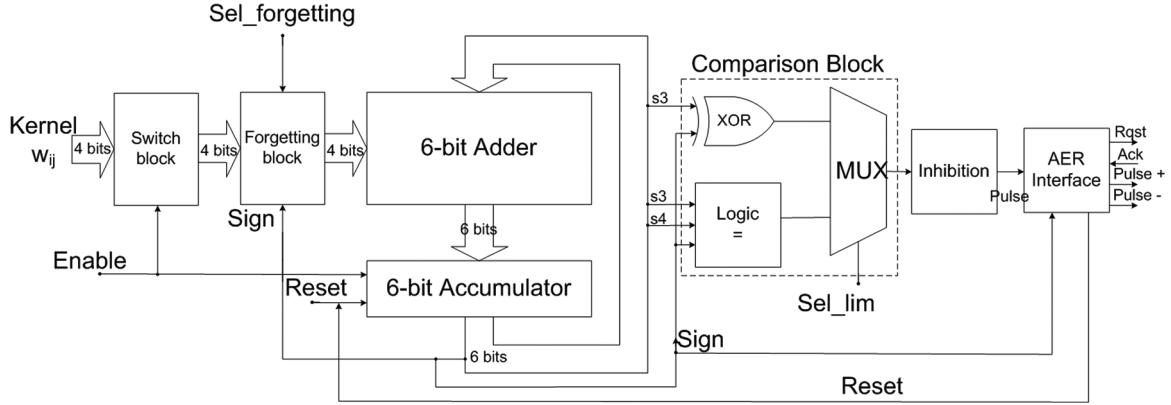 Sel_forgetting
Comparison Block
s3
XOR
Kernel
wij
4 bits
Switch
block
4 bits
Forgetting
block
4 bits
6-bit Adder
MUX
Inhibition
Pulse
AER
Interface
Rqst
Ack
Pulse +
Pulse -
s3
s4
Logic
=
Sign
6 bits
Enable
Reset
6-bit Accumulator
Sel_lim
6 bits
Sign
Reset